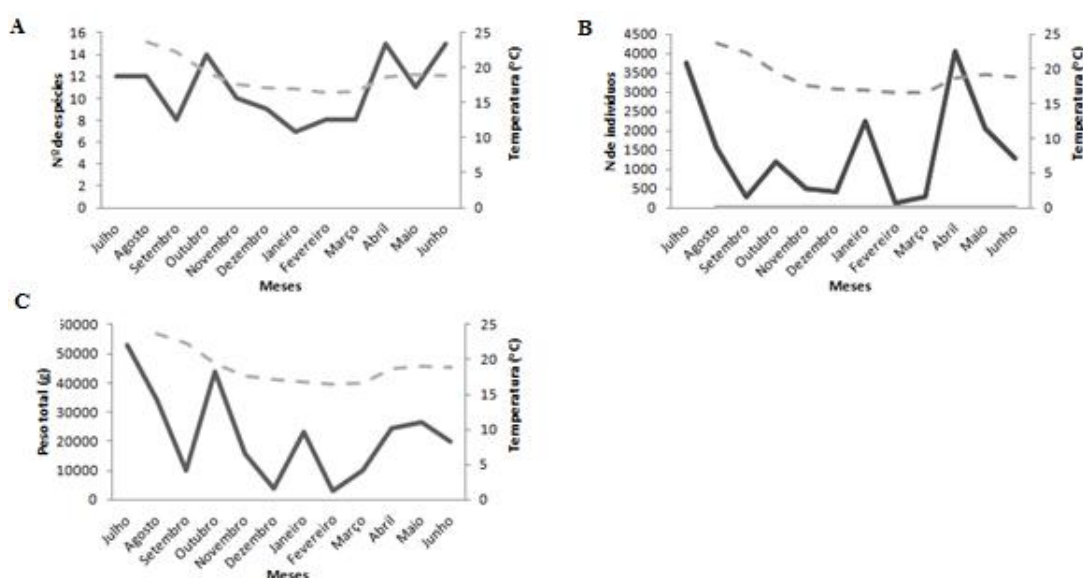 A
Nº de espécies
16
14
12
10
8
6
4
2
0
25
20
15
10
5
0
Temperatura (ºC)
Julho
Agosto
Setembro
Outubro
Novembro
Dezembro
Janeiro
Fevereiro
Março
Abril
Maio
Junho
Meses
B
N de individuos
4500
4000
3500
3000
2500
2000
1500
1000
500
0
25
20
15
10
5
0
Temperatura (ºC)
Julho
Agosto
Setembro
Outubro
Novembro
Dezembro
Janeiro
Fevereiro
Março
Abril
Maio
Junho
Meses
C
Peso total (g)
60000
50000
40000
30000
20000
10000
0
25
20
15
10
5
0
Temperatura (ºC)
Julho
Agosto
Setembro
Outubro
Novembro
Dezembro
Janeiro
Fevereiro
Março
Abril
Maio
Junho
Meses